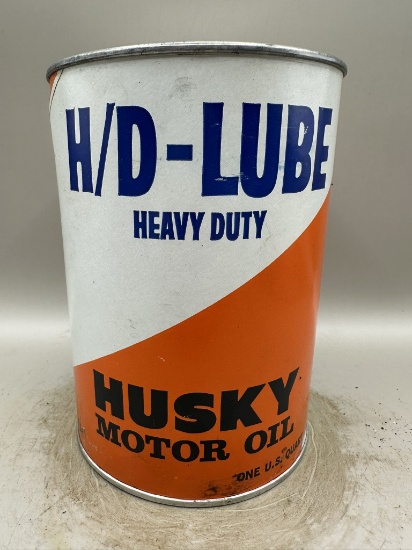 H/D-LUBE
HEAVY DUTY
HUSKY
MOTOR OIL
ONE U.S. QUART